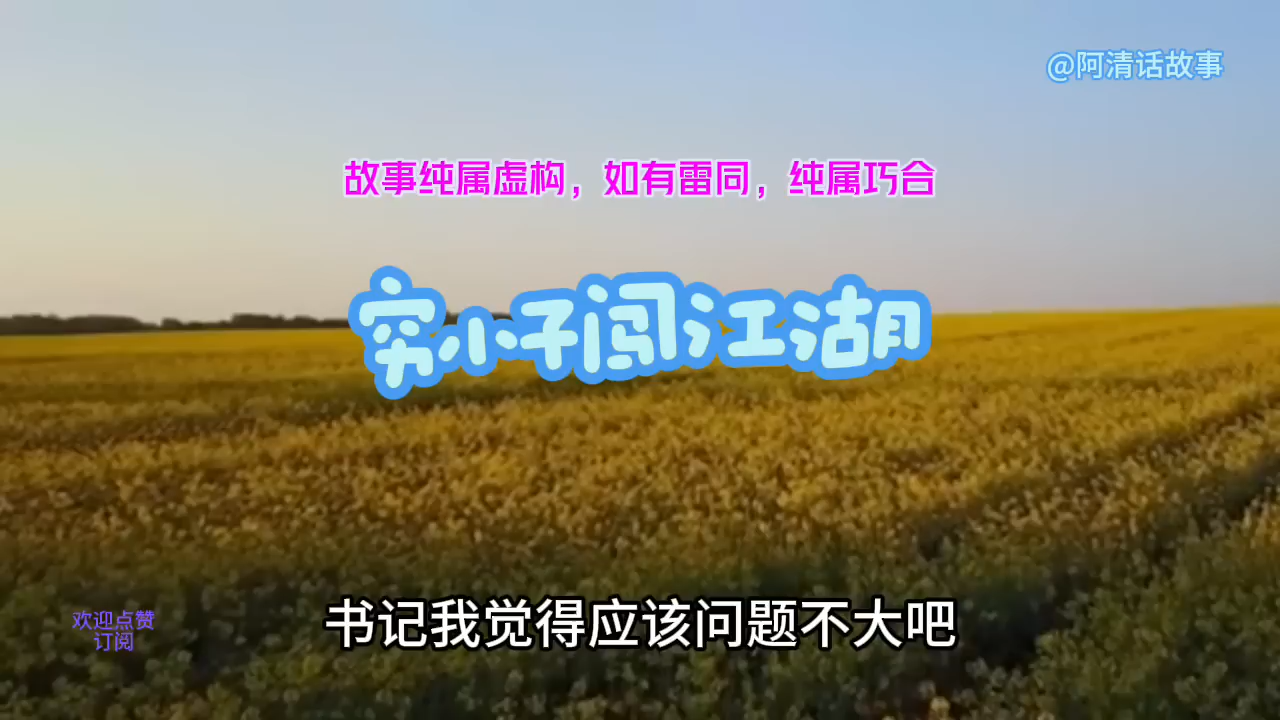 @阿清话故事
故事纯属虚构，如有雷同，纯属巧合
穷小子闯江湖
书记我觉得应该问题不大吧
欢迎点赞
订阅